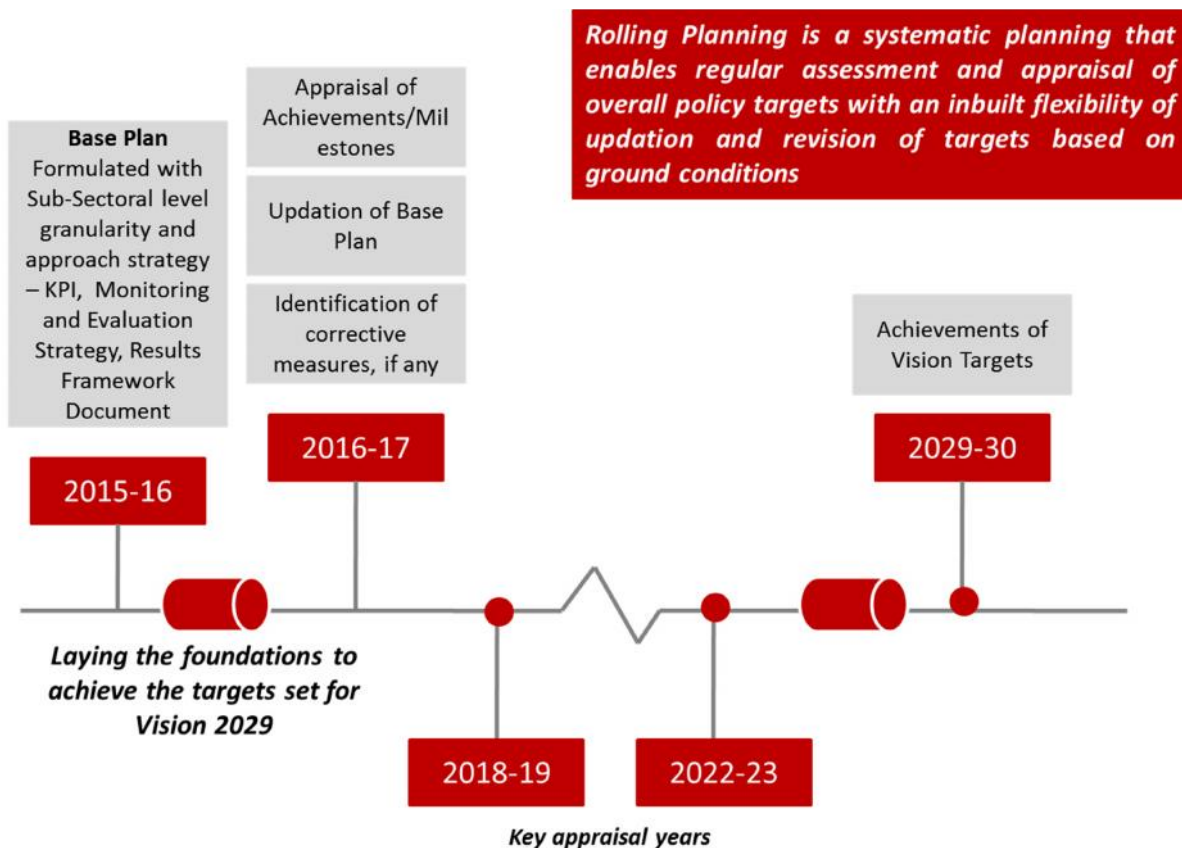 Rolling Planning is a systematic planning that
enables regular assessment and appraisal of
overall policy targets with an inbuilt flexibility of
updation and revision of targets based on
ground conditions
Base Plan
Formulated with
Sub-Sectoral level
granularity and
approach strategy
– KPI, Monitoring
and Evaluation
Strategy, Results
Framework
Document
Appraisal of
Achievements/Mil
estones
Updation of Base
Plan
Identification of
corrective
measures, if any
Achievements of
Vision Targets
2015-16
2016-17
2029-30
Laying the foundations to
achieve the targets set for
Vision 2029
2018-19
2022-23
Key appraisal years